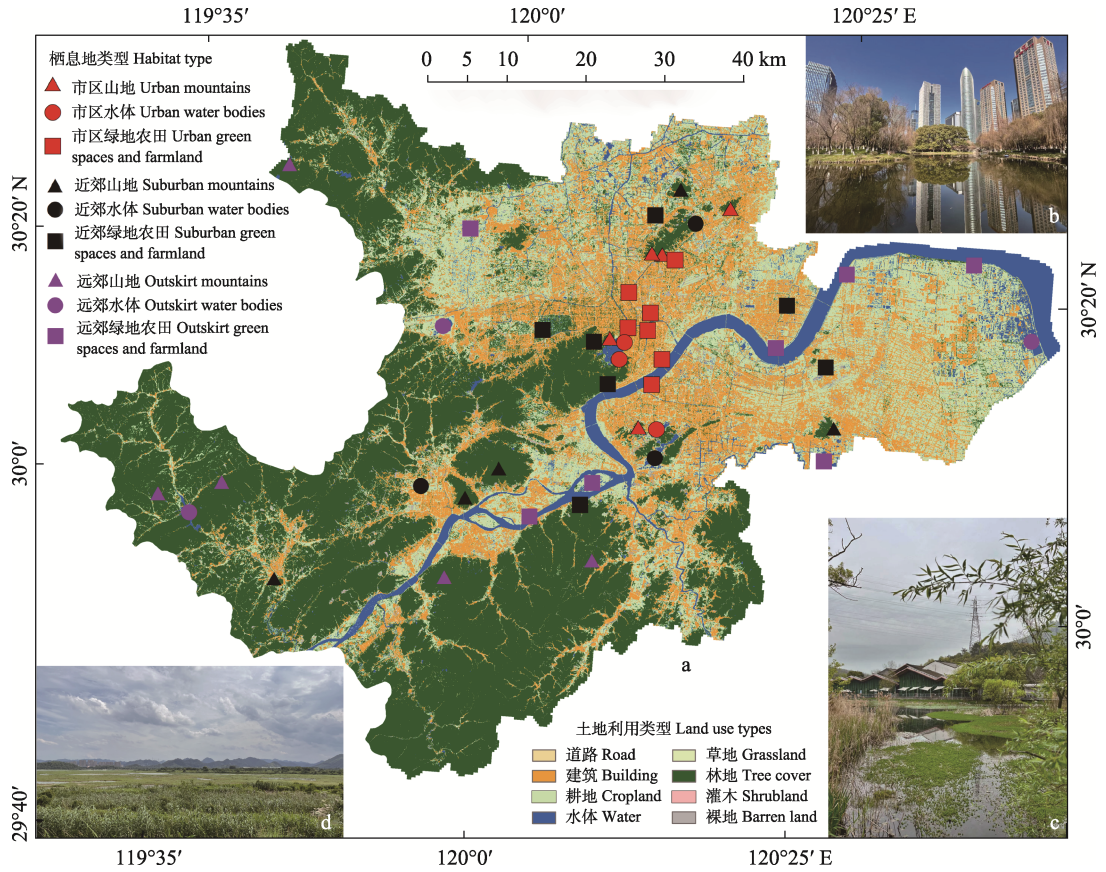 119°35′ 120°0′ 120°25′ E
栖息地类型 Habitat type
市区山地 Urban mountains
市区水体 Urban water bodies
市区绿地农田 Urban green
spaces and farmland
近郊山地 Suburban mountains
近郊水体 Suburban water bodies
近郊绿地农田 Suburban green
spaces and farmland
远郊山地 Outskirt mountains
远郊水体 Outskirt water bodies
远郊绿地农田 Outskirt green
spaces and farmland
0 5 10 20 30 40 km
b
30°20′ N
30°0′
29°40′ N
30°20′ N
30°0′
a
土地利用类型 Land use types
道路 Road
建筑 Building
耕地 Cropland
水体 Water
草地 Grassland
林地 Tree cover
灌木 Shrubland
裸地 Barren land
d
c
119°35′ 120°0′ 120°25′ E